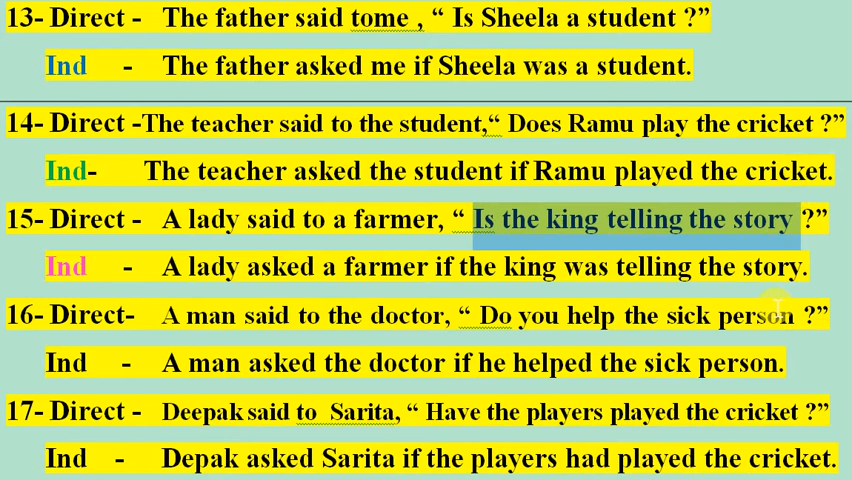 13- Direct - The father said tome , “ Is Sheela a student ?”
Ind - The father asked me if Sheela was a student.
14- Direct -The teacher said to the student,“ Does Ramu play the cricket ?”
Ind- The teacher asked the student if Ramu played the cricket.
15- Direct - A lady said to a farmer, “ Is the king telling the story ?”
Ind - A lady asked a farmer if the king was telling the story.
16- Direct- A man said to the doctor, “ Do you help the sick person ?”
Ind - A man asked the doctor if he helped the sick person.
17- Direct - Deepak said to Sarita, “ Have the players played the cricket ?”
Ind - Depak asked Sarita if the players had played the cricket.